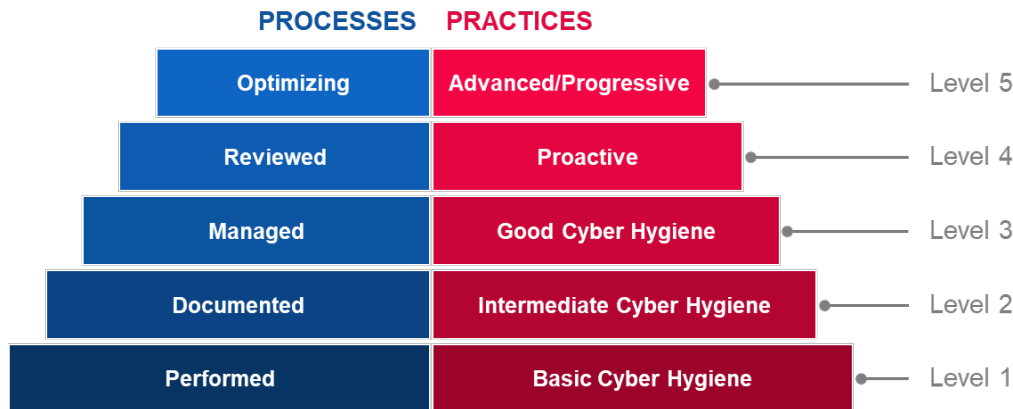 PROCESSES PRACTICES
Optimizing Advanced/Progressive Level 5
Reviewed Proactive Level 4
Managed Good Cyber Hygiene Level 3
Documented Intermediate Cyber Hygiene Level 2
Performed Basic Cyber Hygiene Level 1